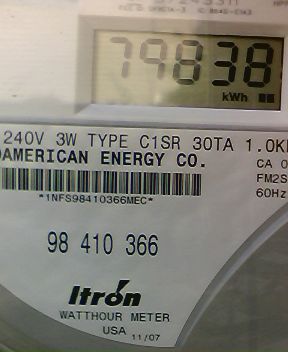 79838
kWh
240V 3W TYPE C1SR 30TA 1.0K
AMERICAN ENERGY CO.
CA 0
FM2S
*1NFS98410366MEC*
60Hz
98 410 366
Itron
WATTHOUR METER
USA 11/07